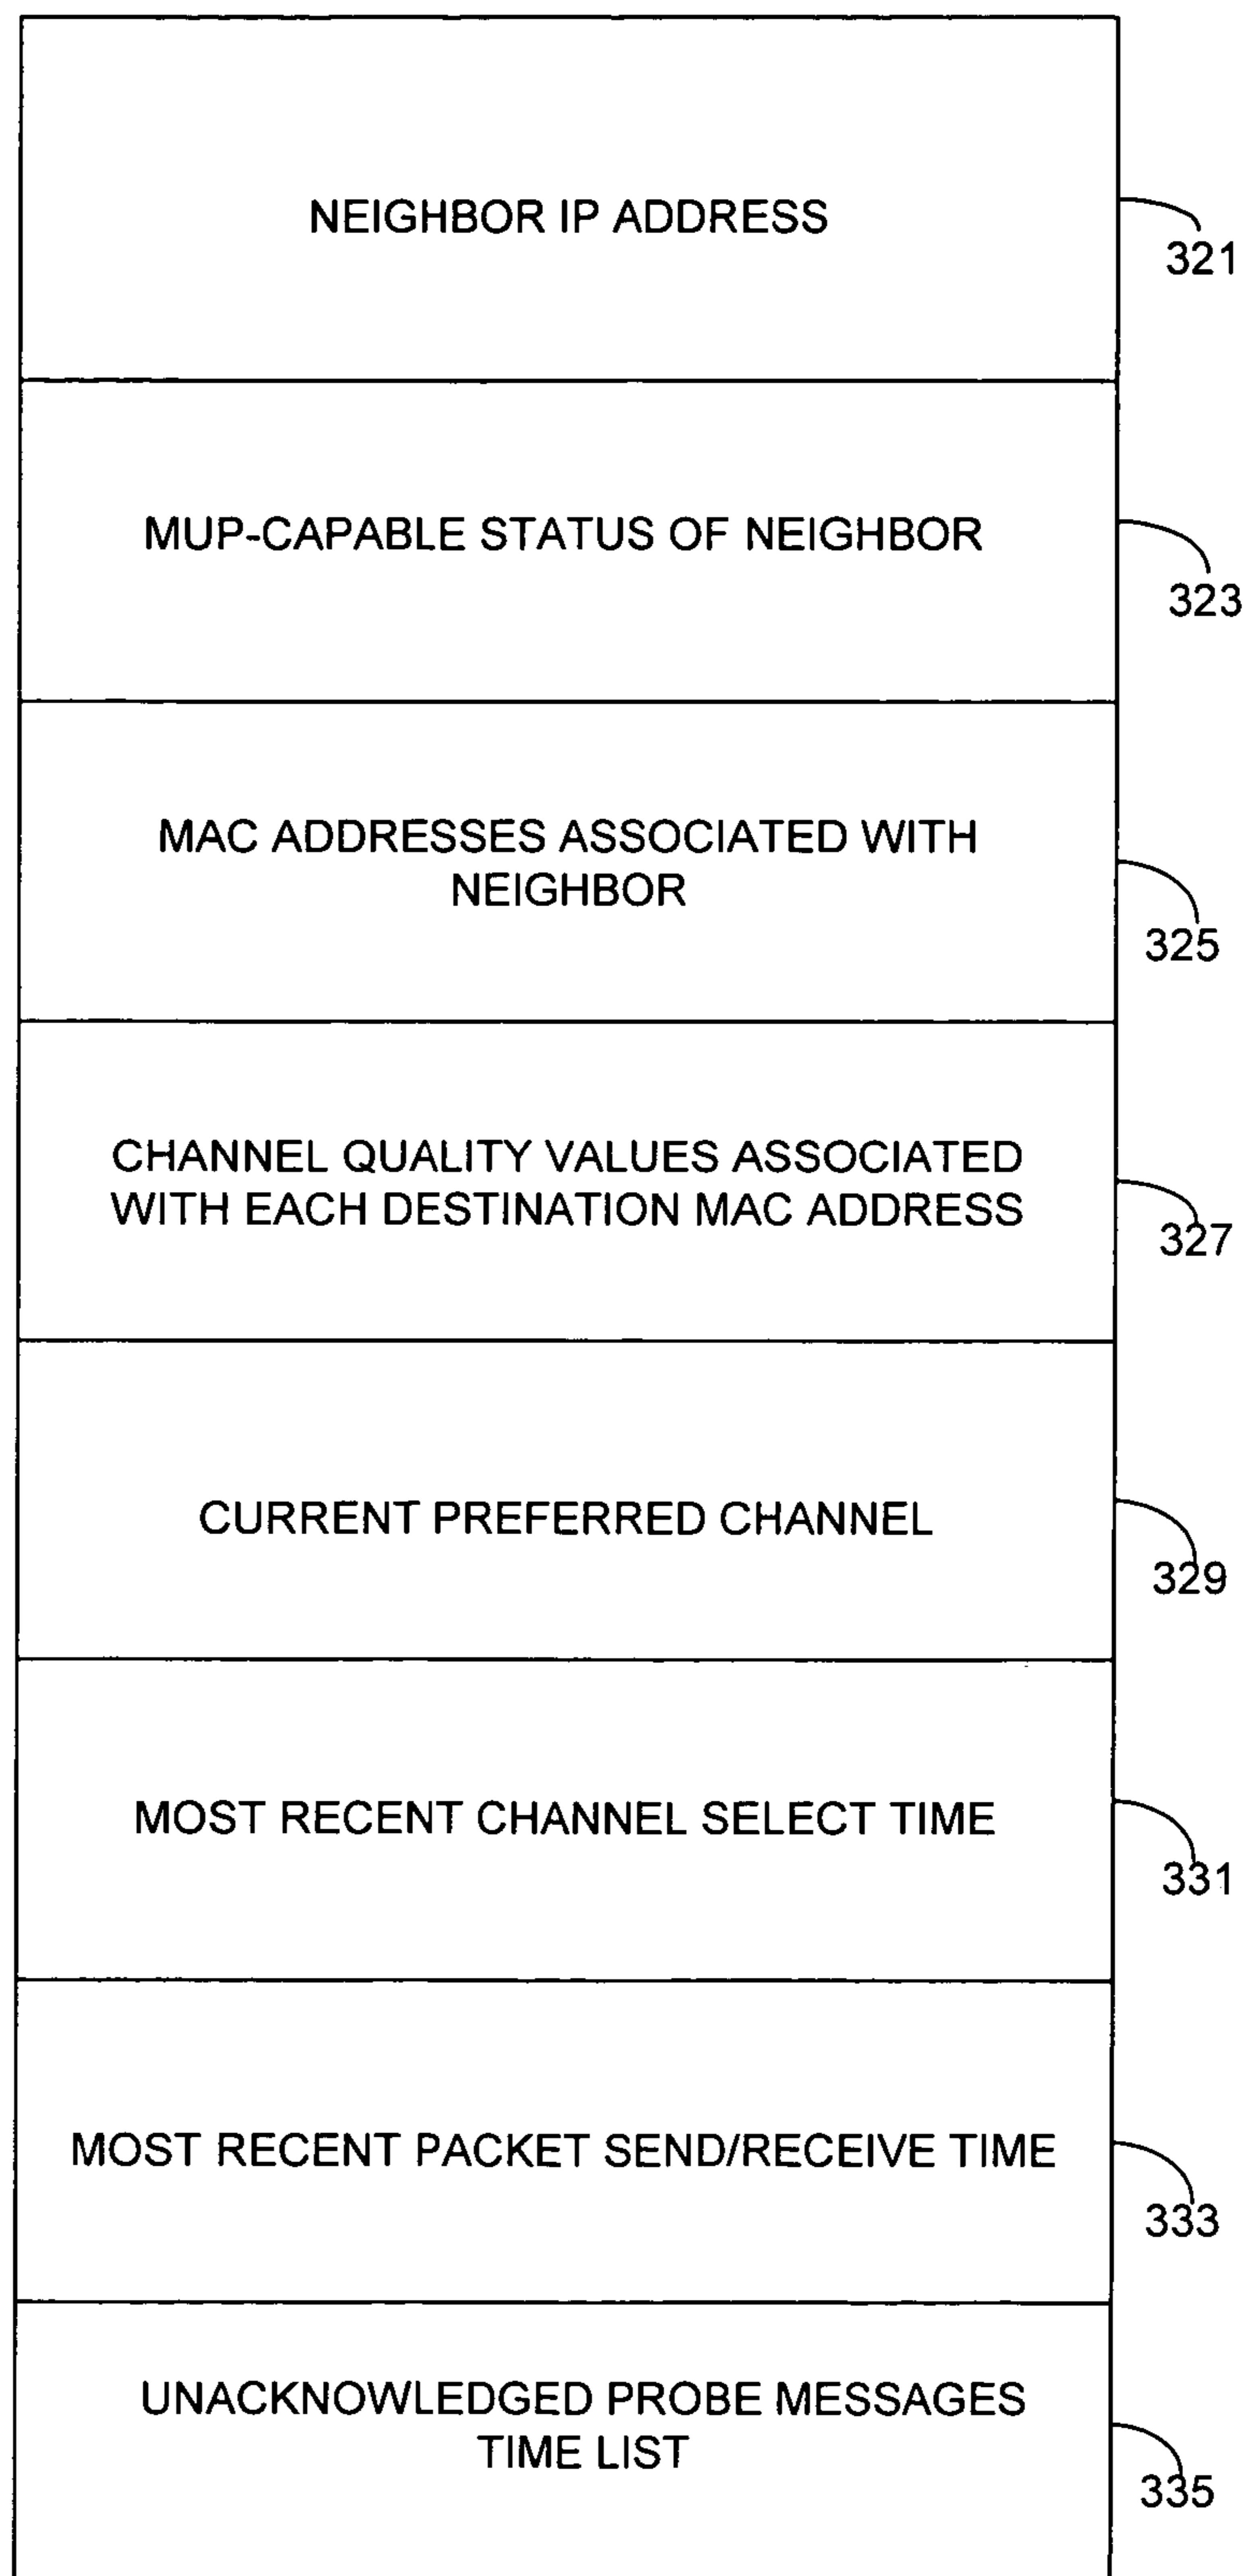 NEIGHBOR IP ADDRESS
321
MUP-CAPABLE STATUS OF NEIGHBOR
323
MAC ADDRESSES ASSOCIATED WITH
NEIGHBOR
325
CHANNEL QUALITY VALUES ASSOCIATED
WITH EACH DESTINATION MAC ADDRESS
327
CURRENT PREFERRED CHANNEL
329
MOST RECENT CHANNEL SELECT TIME
331
MOST RECENT PACKET SEND/RECEIVE TIME
333
UNACKNOWLEDGED PROBE MESSAGES
TIME LIST
335